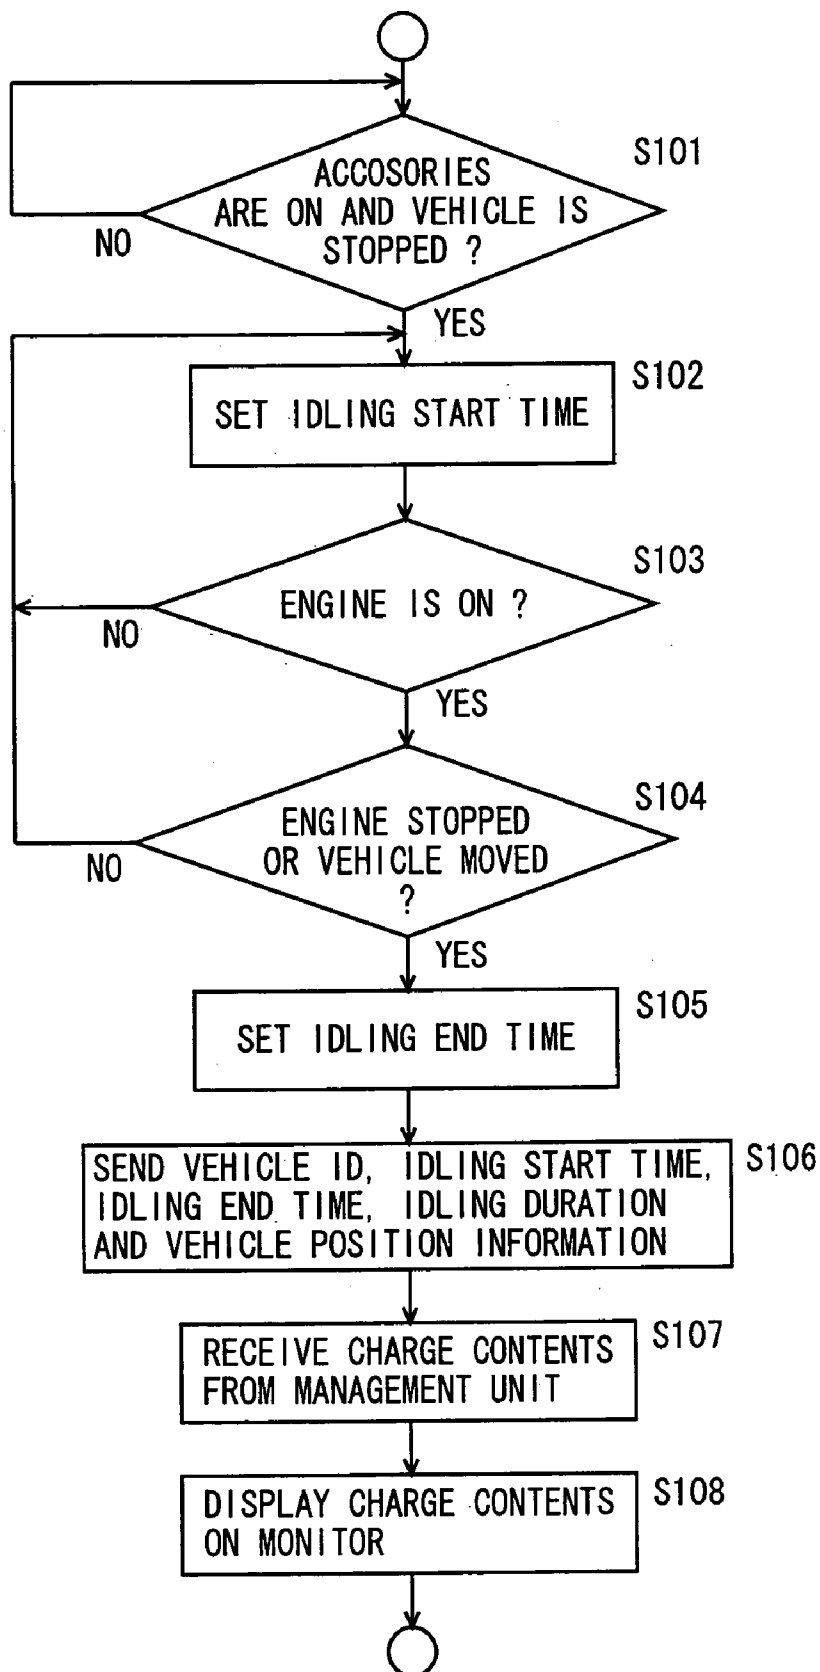 S101
ACCOSORIES
ARE ON AND VEHICLE IS
STOPPED ?
NO
YES
S102
SET IDLING START TIME
S103
ENGINE IS ON ?
NO
YES
S104
ENGINE STOPPED
OR VEHICLE MOVED
?
NO
YES
S105
SET IDLING END TIME
S106
SEND VEHICLE ID, IDLING START TIME,
IDLING END TIME, IDLING DURATION
AND VEHICLE POSITION INFORMATION
S107
RECEIVE CHARGE CONTENTS
FROM MANAGEMENT UNIT
S108
DISPLAY CHARGE CONTENTS
ON MONITOR